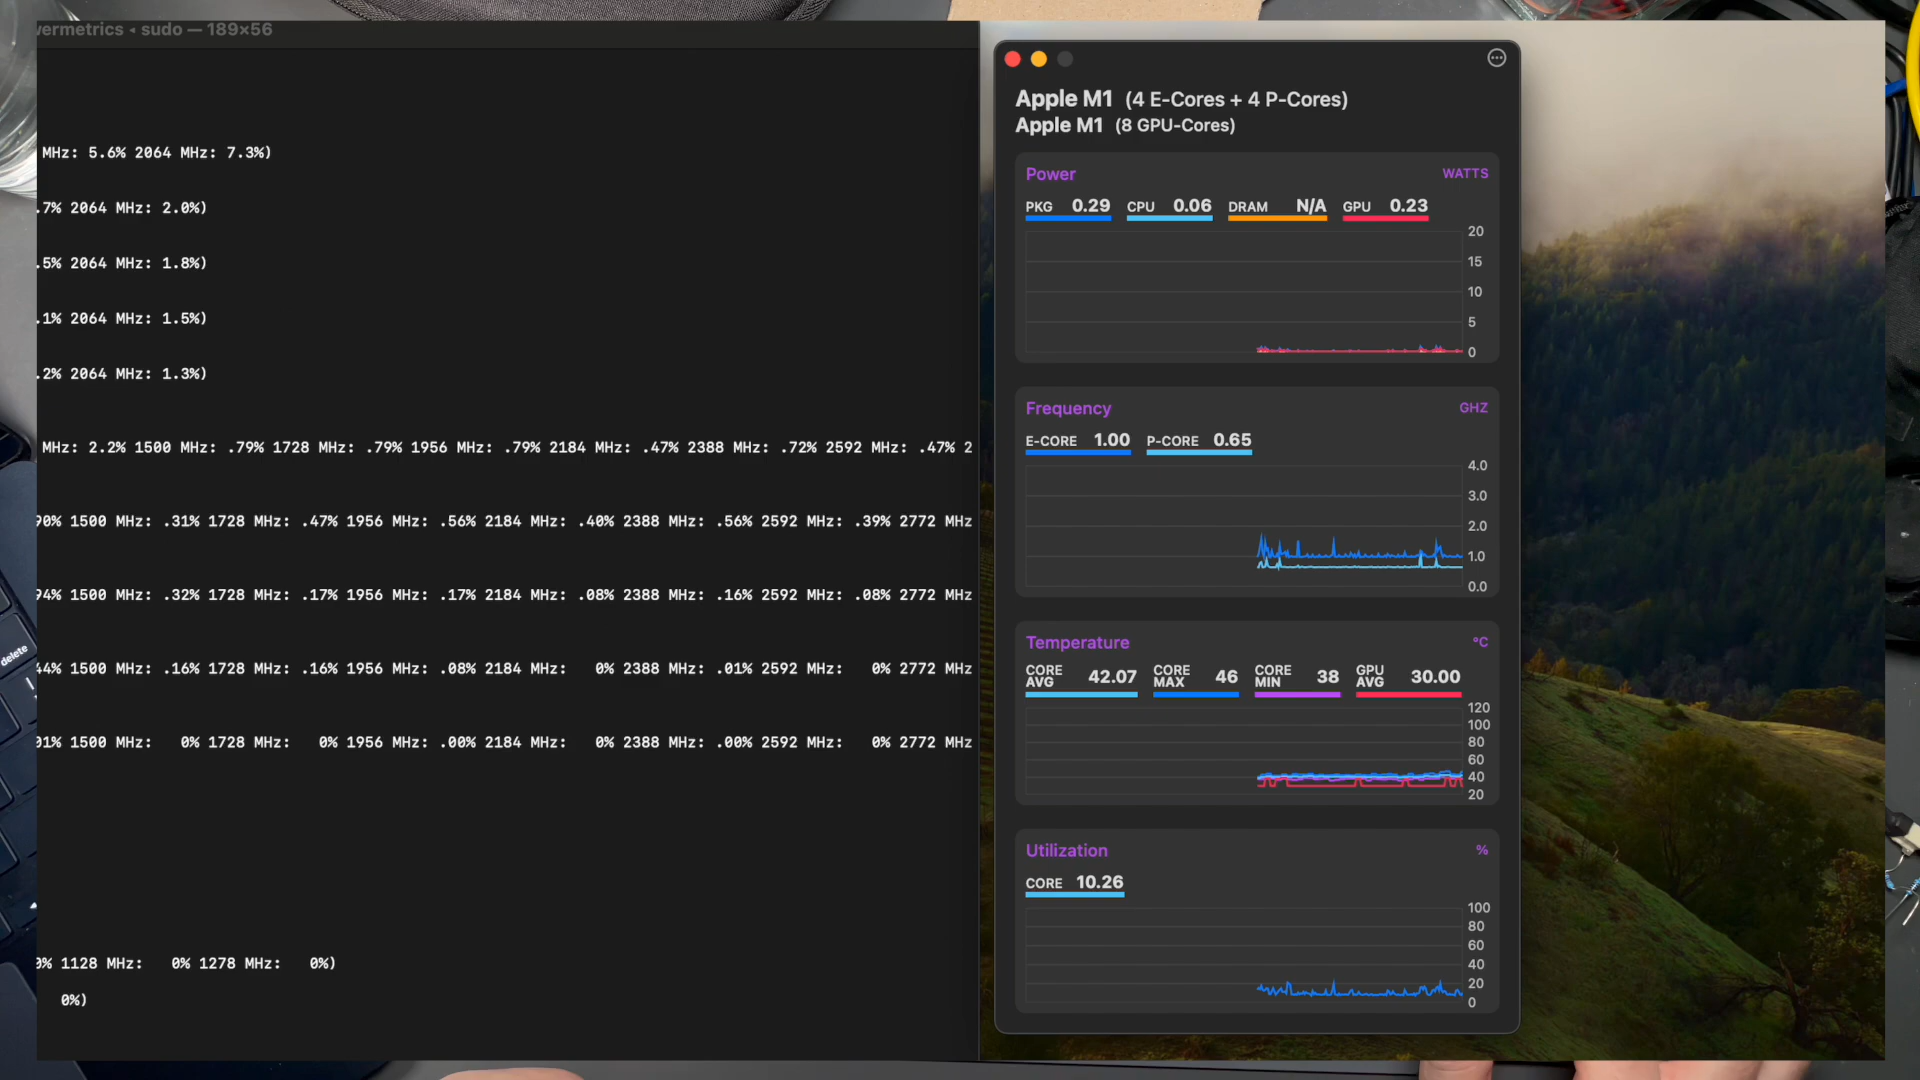 wermetrics ◂ sudo — 189×56
MHz: 5.6% 2064 MHz: 7.3%)
.7% 2064 MHz: 2.0%)
.5% 2064 MHz: 1.8%)
.1% 2064 MHz: 1.5%)
.2% 2064 MHz: 1.3%)
MHz: 2.2% 1500 MHz: .79% 1728 MHz: .79% 1956 MHz: .79% 2184 MHz: .47% 2388 MHz: .72% 2592 MHz: .47% 2
90% 1500 MHz: .31% 1728 MHz: .47% 1956 MHz: .56% 2184 MHz: .40% 2388 MHz: .56% 2592 MHz: .39% 2772 MHz
94% 1500 MHz: .32% 1728 MHz: .17% 1956 MHz: .17% 2184 MHz: .08% 2388 MHz: .16% 2592 MHz: .08% 2772 MHz
44% 1500 MHz: .16% 1728 MHz: .16% 1956 MHz: .08% 2184 MHz: 0% 2388 MHz: .01% 2592 MHz: 0% 2772 MHz
01% 1500 MHz: 0% 1728 MHz: 0% 1956 MHz: .00% 2184 MHz: 0% 2388 MHz: .00% 2592 MHz: 0% 2772 MHz
0% 1128 MHz: 0% 1278 MHz: 0%)
0%)
Apple M1 (4 E-Cores + 4 P-Cores)
Apple M1 (8 GPU-Cores)
Power WATTS
PKG 0.29 CPU 0.06 DRAM N/A GPU 0.23
20
15
10
5
0
Frequency GHZ
E-CORE 1.00 P-CORE 0.65
4.0
3.0
2.0
1.0
0.0
Temperature °C
CORE AVG 42.07 CORE MAX 46 CORE MIN 38 GPU AVG 30.00
120
100
80
60
40
20
Utilization %
CORE 10.26
100
80
60
40
20
0
delete